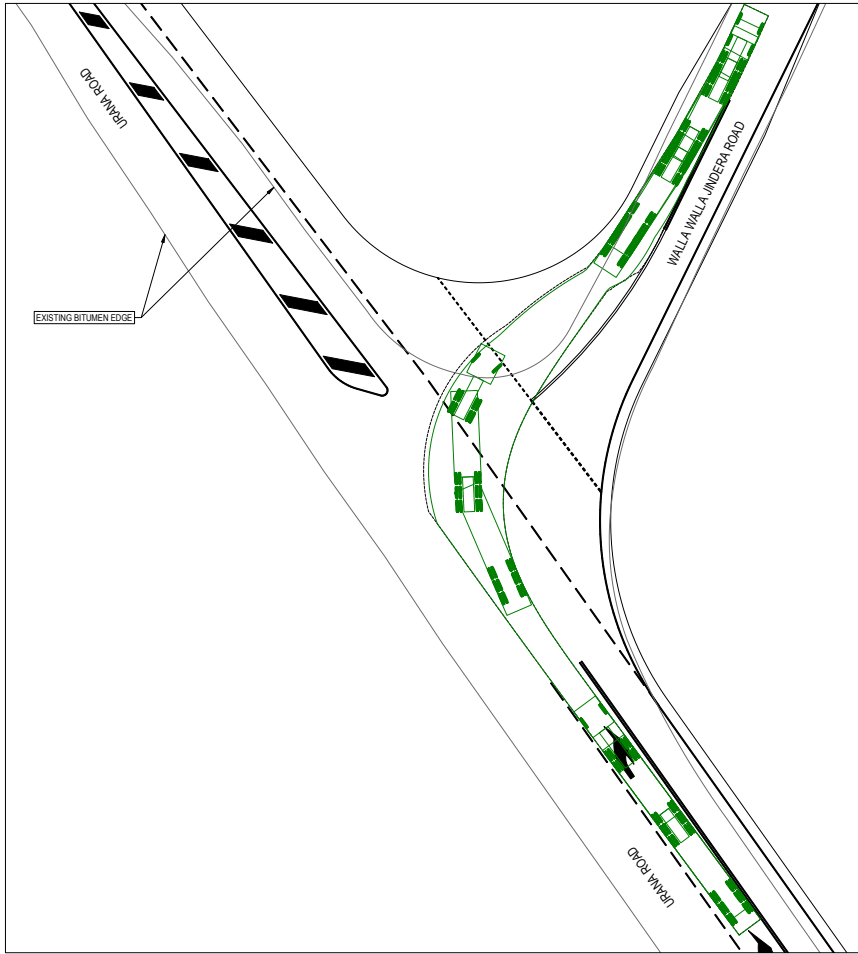 URANA ROAD
WALLA WALLA JINDERA ROAD
EXISTING BITUMEN EDGE
URANA ROAD